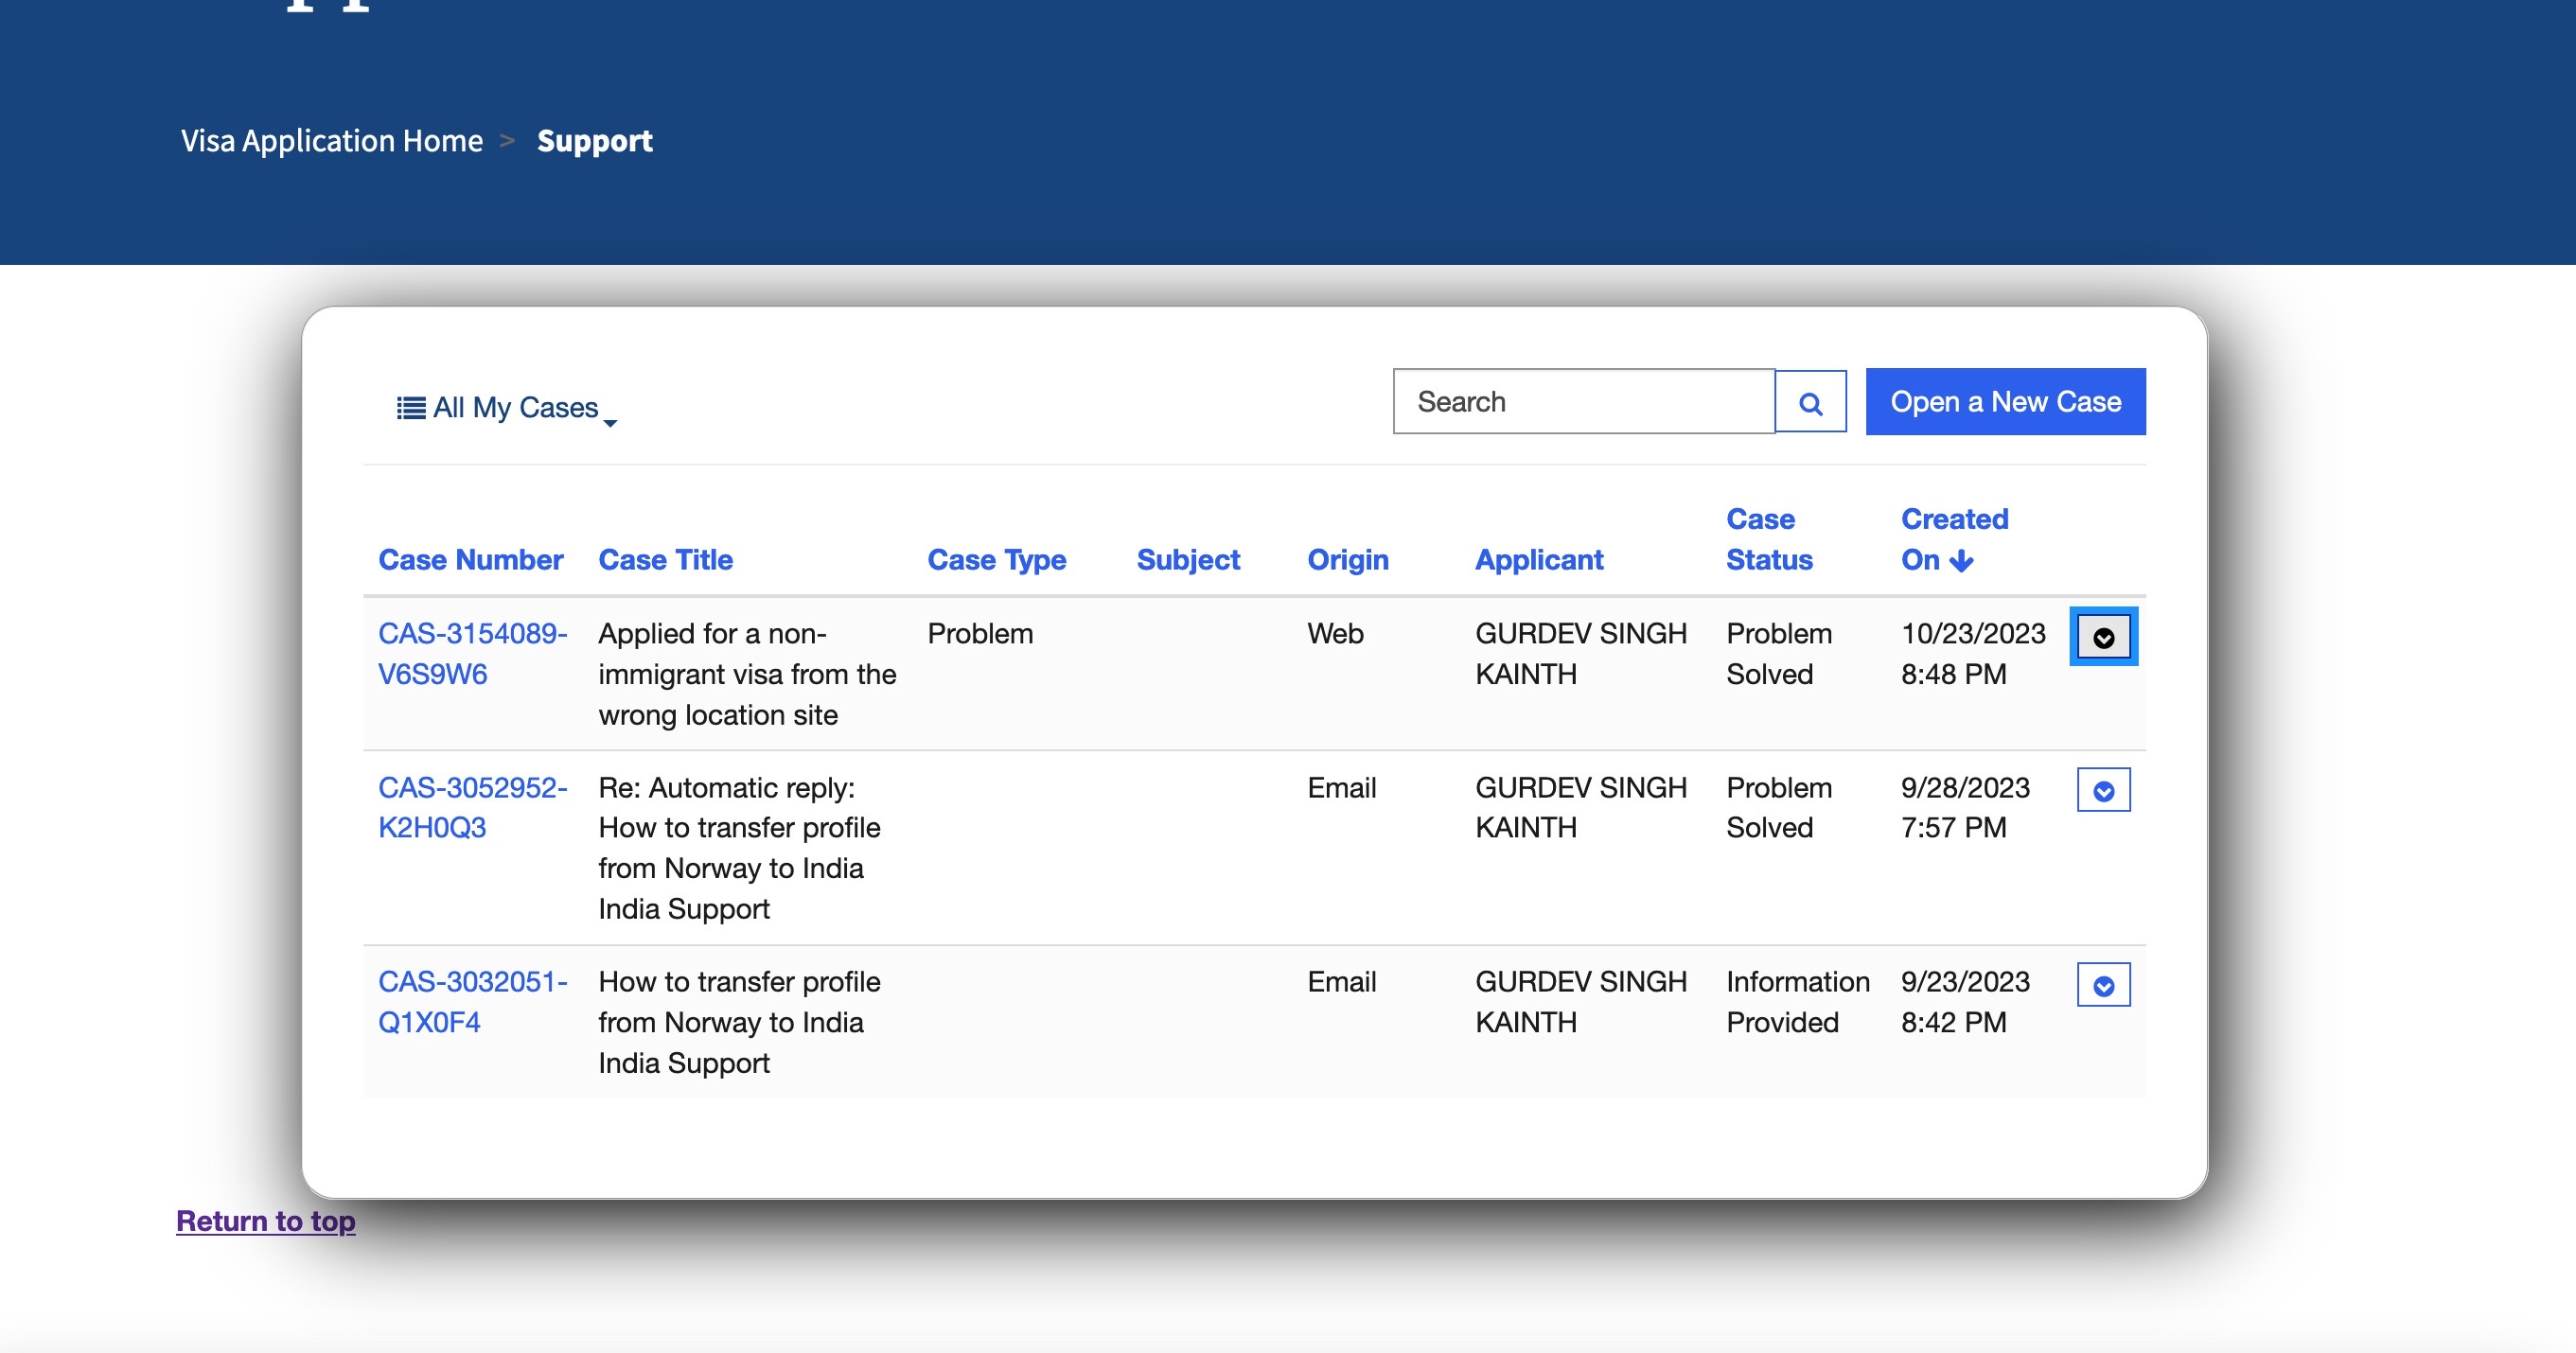 Visa Application Home > Support
All My Cases
Search
Open a New Case
Case Number Case Title Case Type Subject Origin Applicant Case Status Created On
CAS-3154089- Applied for a non- Problem Web GURDEV SINGH Problem 10/23/2023
V6S9W6 immigrant visa from the KAINTH Solved 8:48 PM
wrong location site
CAS-3052952- Re: Automatic reply: Email GURDEV SINGH Problem 9/28/2023
K2H0Q3 How to transfer profile KAINTH Solved 7:57 PM
from Norway to India
India Support
CAS-3032051- How to transfer profile Email GURDEV SINGH Information 9/23/2023
Q1X0F4 from Norway to India KAINTH Provided 8:42 PM
India Support
Return to top